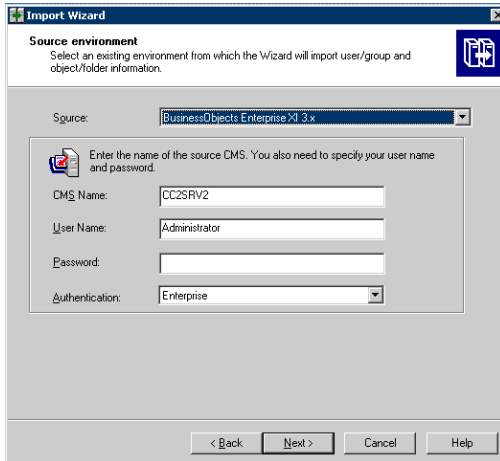 Import Wizard
Source environment
Select an existing environment from which the Wizard will import user/group and
object/folder information.
Source:
BusinessObjects Enterprise XI 3.x
Enter the name of the source CMS. You also need to specify your user name
and password.
CMS Name:
CC2SRV2
User Name:
Administrator
Password:
Authentication:
Enterprise
< Back
Next >
Cancel
Help